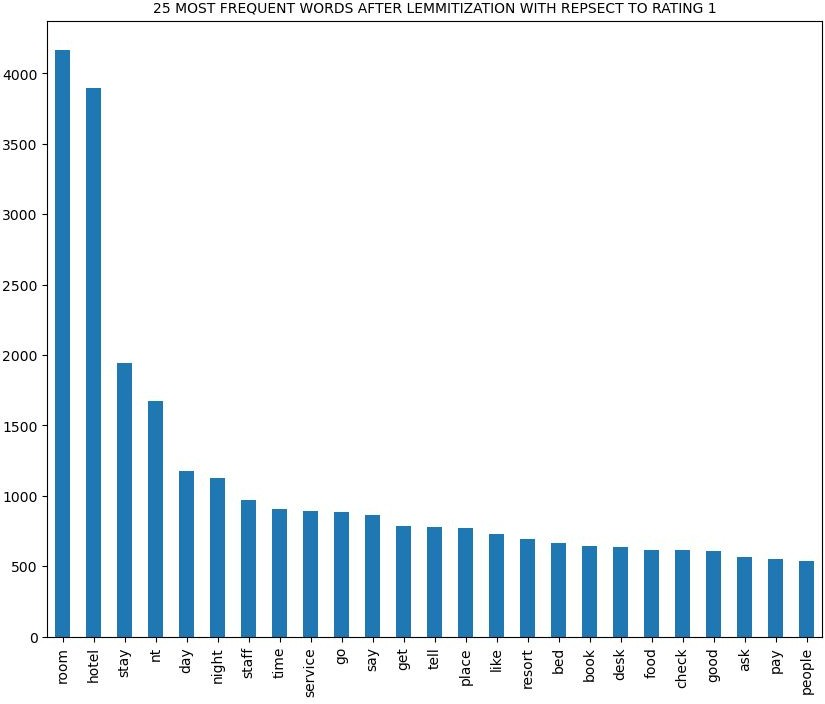 25 MOST FREQUENT WORDS AFTER LEMMITIZATION WITH REPSECT TO RATING 1
4000
3500
3000
2500
2000
1500
1000
500
0
room
hotel
stay
nt
day
night
staff
time
service
go
say
get
tell
place
like
resort
bed
book
desk
food
check
good
ask
pay
people